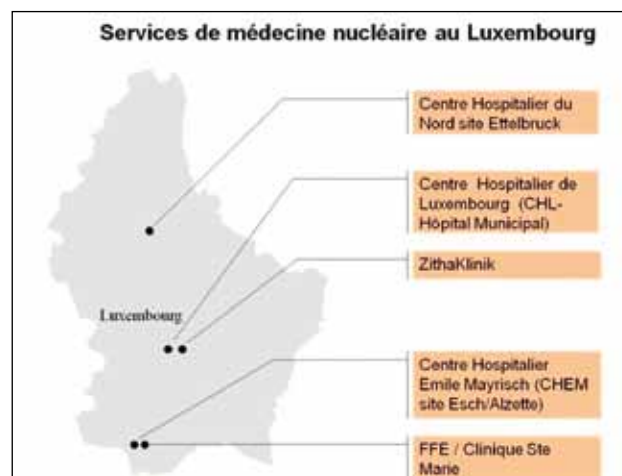 Services de médecine nucléaire au Luxembourg
Centre Hospitalier du
Nord site Ettelbruck
Centre Hospitalier de
Luxembourg (CHL-
Hôpital Municipal)
ZithaKlinik
Luxembourg
Centre Hospitalier
Emile Mayrisch (CHEM
site Esch/Alzette)
FFE / Clinique Ste
Marie